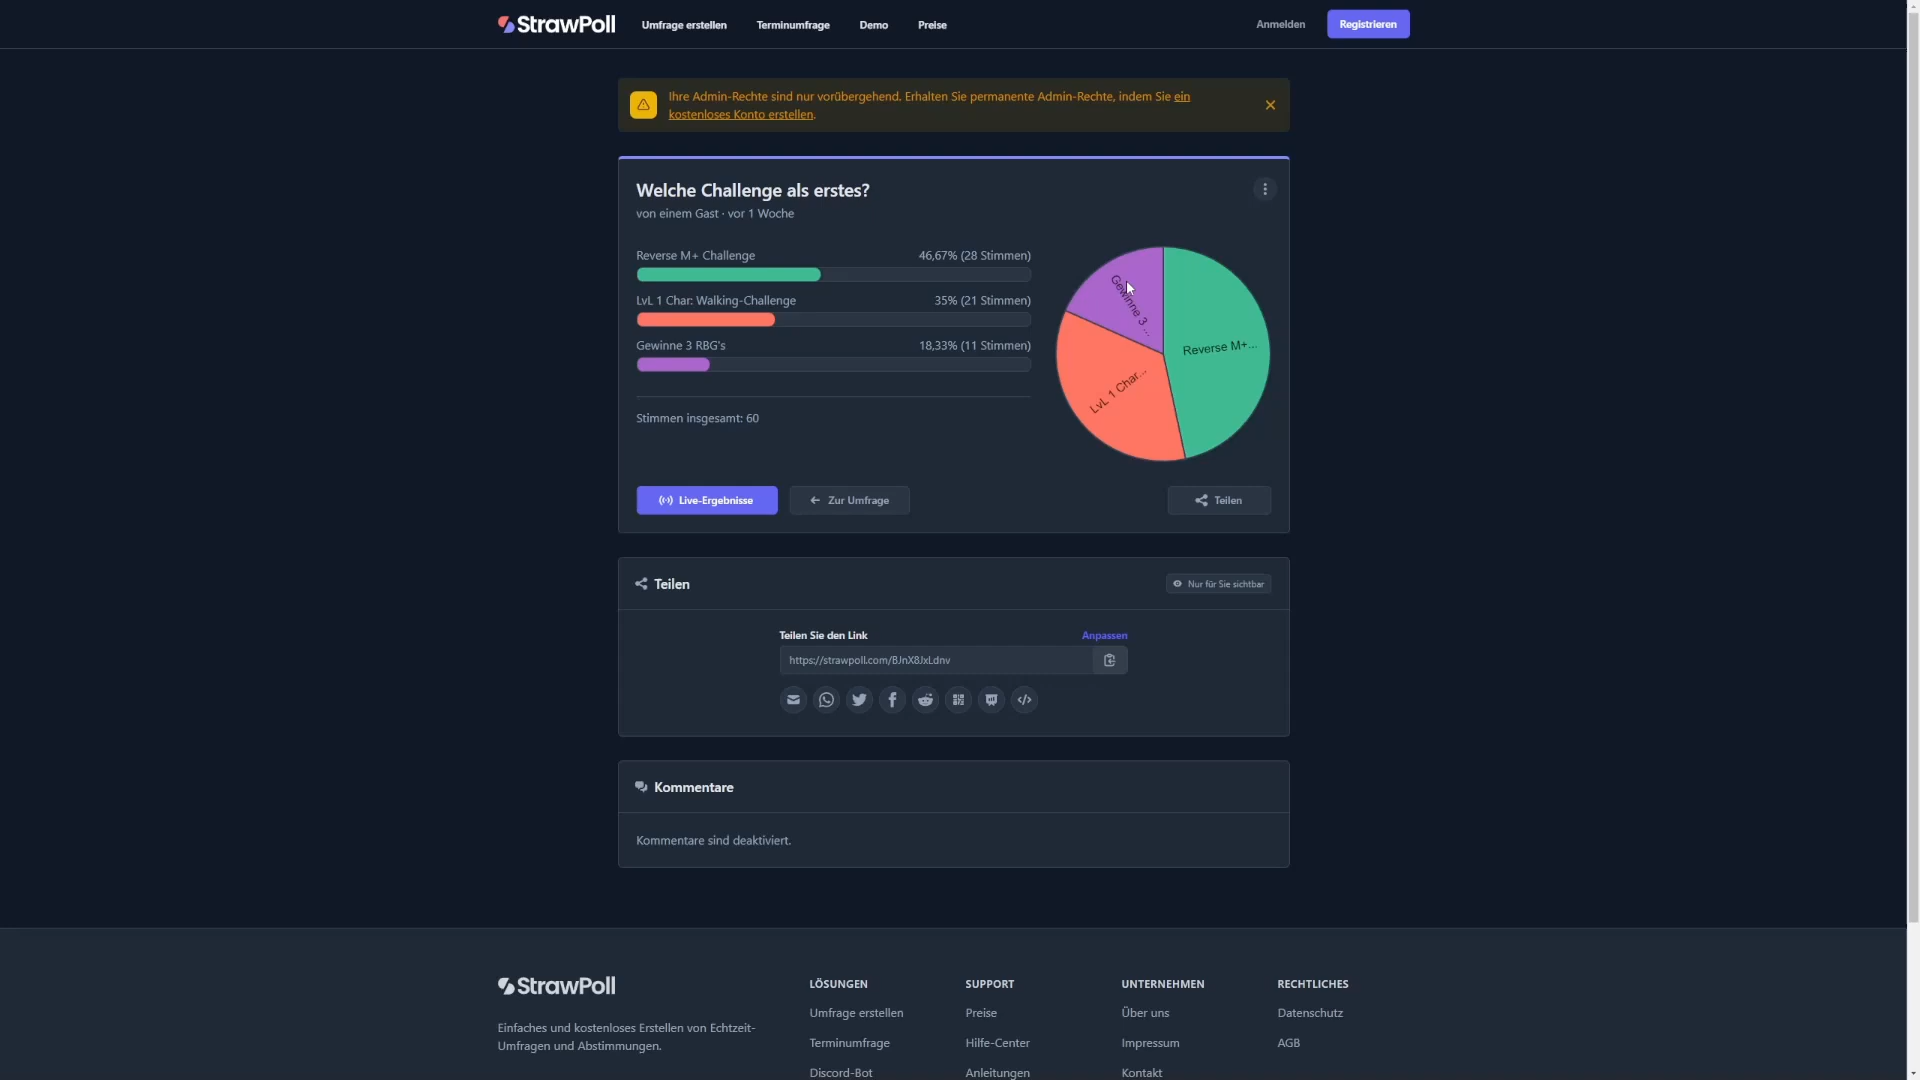 StrawPoll
Umfrage erstellen
Terminumfrage
Demo
Preise
Anmelden
Registrieren
Ihre Admin-Rechte sind nur vorübergehend. Erhalten Sie permanente Admin-Rechte, indem Sie ein
kostenloses Konto erstellen.
Welche Challenge als erstes?
von einem Gast · vor 1 Woche
Reverse M+ Challenge
46,67% (28 Stimmen)
LvL 1 Char: Walking-Challenge
35% (21 Stimmen)
Gewinne 3 RBG's
18,33% (11 Stimmen)
Stimmen insgesamt: 60
Gewinne 3 ...
Reverse M+...
LvL 1 Char...
Live-Ergebnisse
Zur Umfrage
Teilen
Teilen
Nur für Sie sichtbar
Teilen Sie den Link
Anpassen
https://strawpoll.com/BJnX8JxLdnv
Kommentare
Kommentare sind deaktiviert.
StrawPoll
Einfaches und kostenloses Erstellen von Echtzeit-
Umfragen und Abstimmungen.
LÖSUNGEN
Umfrage erstellen
Terminumfrage
Discord-Bot
SUPPORT
Preise
Hilfe-Center
Anleitungen
UNTERNEHMEN
Über uns
Impressum
Kontakt
RECHTLICHES
Datenschutz
AGB